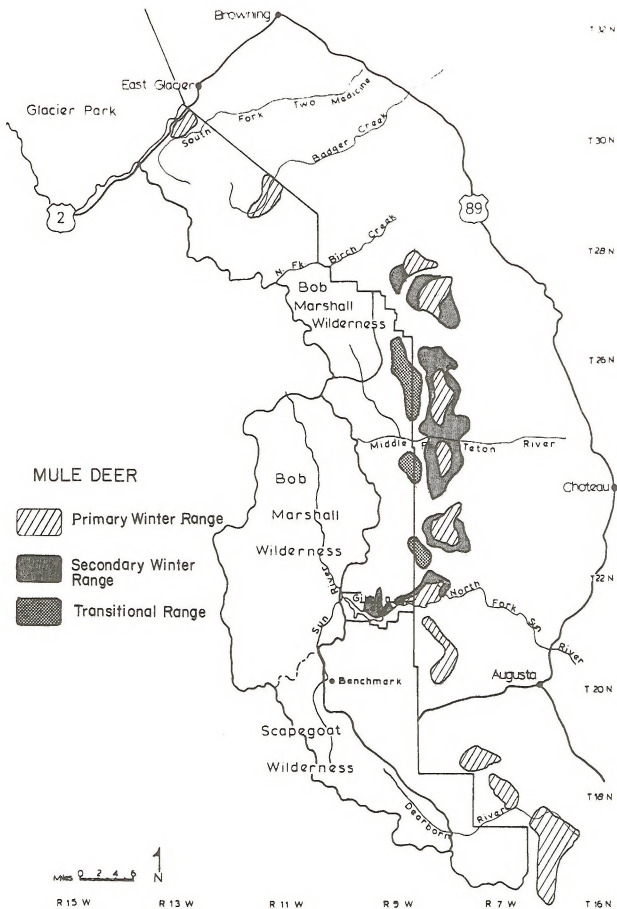 Browning
T 32 N
East Glacier
Glacier Park
South Fork Two Medicine
Badger Creek
T 30 N
2
89
T 28 N
N. Fk. Birch Creek
Bob
Marshall
Wilderness
T 26 N
Middle Fk. Teton River
MULE DEER
Primary Winter Range
Secondary Winter
Range
Transitional Range
Bob
Marshall
Wilderness
Choteau
T 22 N
Sun River
North Fork Sun River
Benchmark
Augusta
T 20 N
Scapegoat
Wilderness
Dearborn River
T 18 N
Miles 0 2 4 6
N
R 15 W
R 13 W
R 11 W
R 9 W
R 7 W
T 16 N